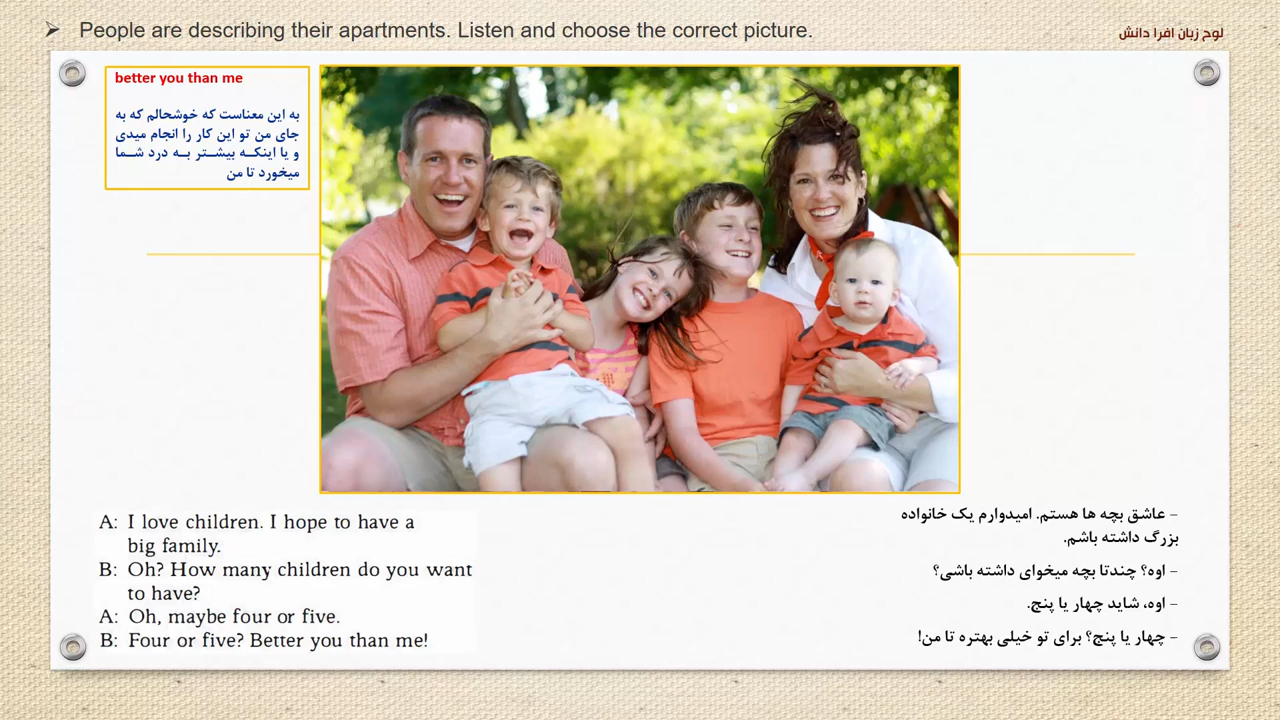 ➢ People are describing their apartments. Listen and choose the correct picture.
لوح زبان افرا دانش
better you than me
به این معناست که خوشحالم که به
جای من تو این کار را انجام میدی
و یا اینکه بیشتر به درد شما
میخورد تا من
A: I love children. I hope to have a
big family.
B: Oh? How many children do you want
to have?
A: Oh, maybe four or five.
B: Four or five? Better you than me!
- عاشق بچه ها هستم. امیدوارم یک خانواده
بزرگ داشته باشم.
- اوه؟ چندتا بچه میخوای داشته باشی؟
- اوه، شاید چهار یا پنج.
- چهار یا پنج؟ برای تو خیلی بهتره تا من!